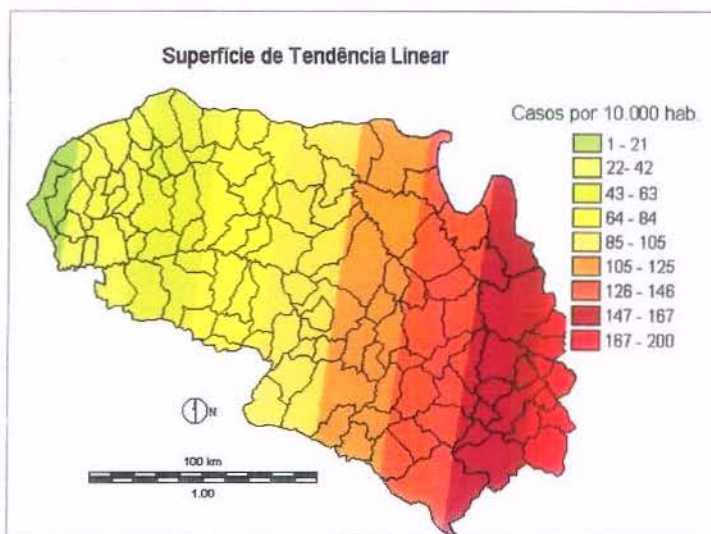 Superfície de Tendência Linear
Casos por 10.000 hab.
1 - 21
22- 42
43 - 63
64 - 84
85 - 105
105 - 125
126 - 146
147 - 167
167 - 200
N
100 km
1.00